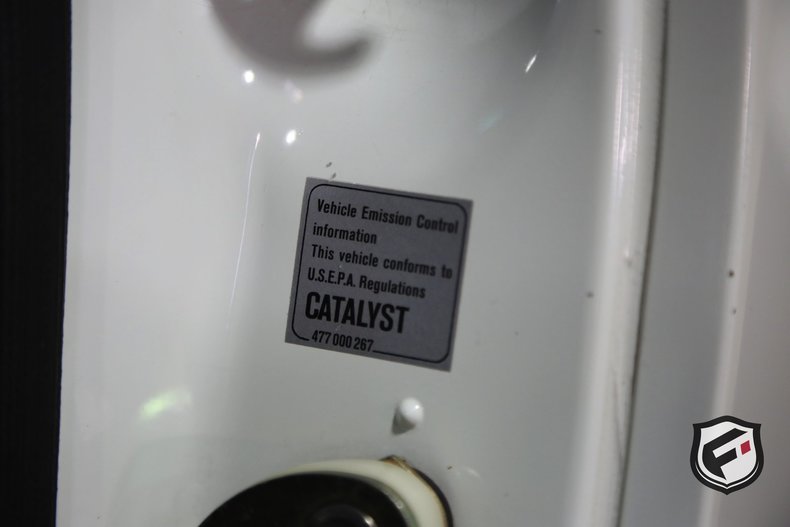 Vehicle Emission Control
information
This vehicle conforms to
U.S.E.P.A. Regulations
CATALYST
477 000 267